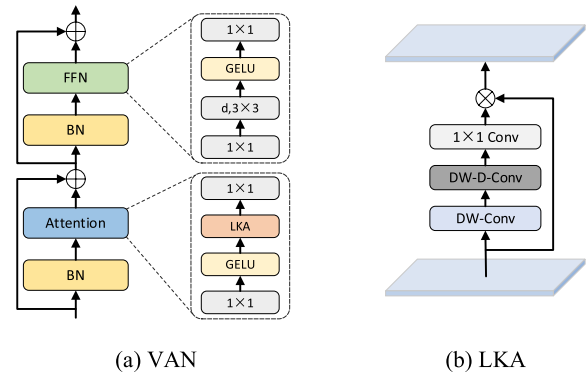 FFN
BN
Attention
BN
1×1
GELU
d,3×3
1×1
1×1
LKA
GELU
1×1
(a) VAN
1×1 Conv
DW-D-Conv
DW-Conv
(b) LKA